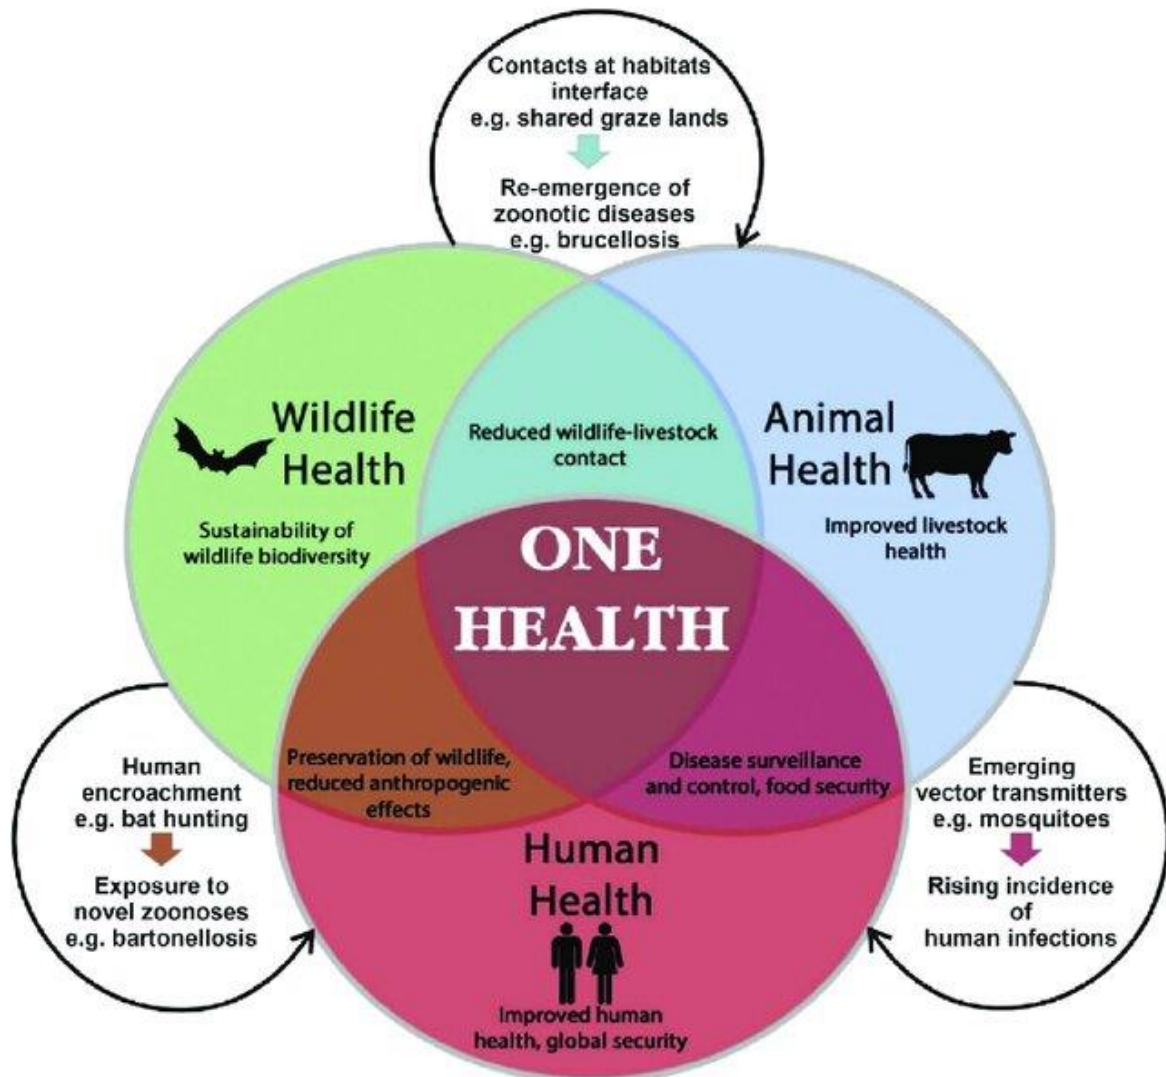 Contacts at habitats
interface
e.g. shared graze lands
Re-emergence of
zoonotic diseases
e.g. brucellosis
Wildlife
Health
Sustainability of
wildlife biodiversity
Reduced wildlife-livestock
contact
Animal
Health
Improved livestock
health
ONE
HEALTH
Human
encroachment
e.g. bat hunting
Exposure to
novel zoonoses
e.g. bartonellosis
Preservation of wildlife,
reduced anthropogenic
effects
Disease surveillance
and control, food security
Emerging
vector transmitters
e.g. mosquitoes
Rising incidence
of
human infections
Human
Health
Improved human
health, global security